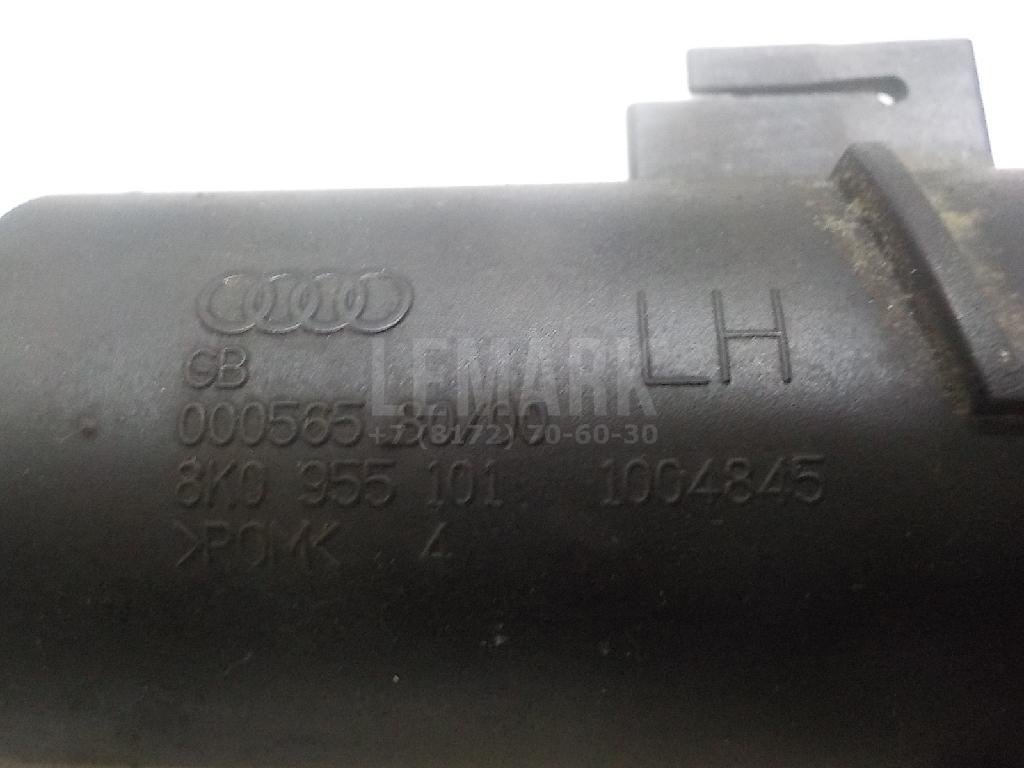 LH
GB
LEMARK
000565
+7 (8172) 70-60-30
8K0 955 101 1004845
>POM< 4